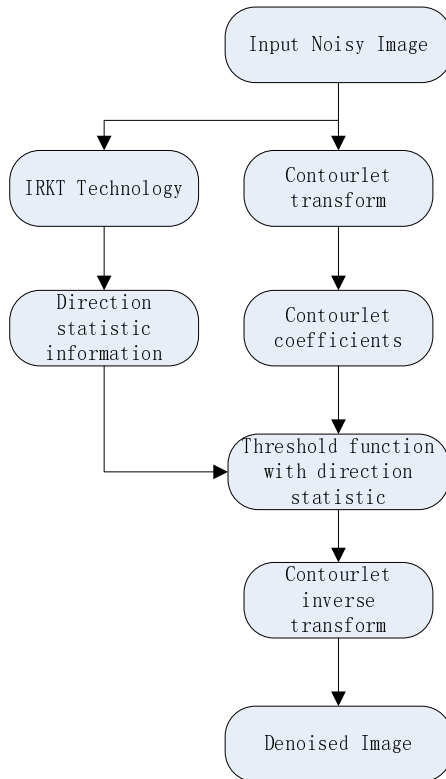 Input Noisy Image
IRKT Technology
Contourlet
transform
Direction
statistic
information
Contourlet
coefficients
Threshold function
with direction
statistic
Contourlet
inverse
transform
Denoised Image